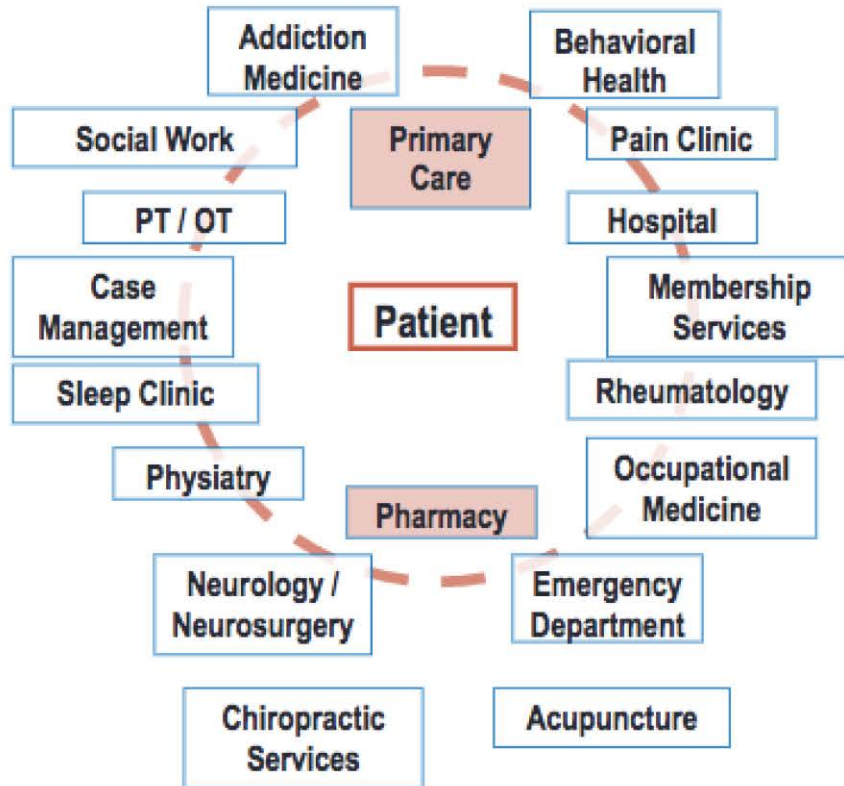 Addiction
Medicine
Behavioral
Health
Social Work
Primary
Care
Pain Clinic
PT / OT
Hospital
Case
Management
Patient
Membership
Services
Sleep Clinic
Rheumatology
Physiatry
Pharmacy
Occupational
Medicine
Neurology /
Neurosurgery
Emergency
Department
Chiropractic
Services
Acupuncture